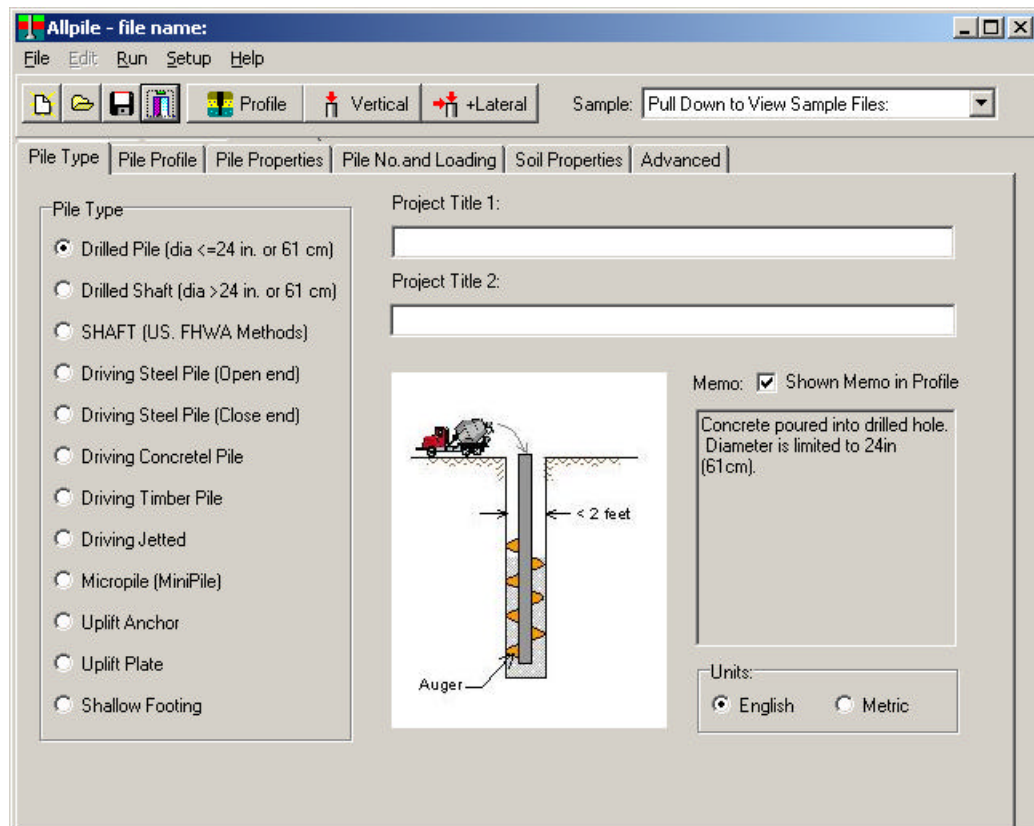 Allpile - file name:
File Edit Run Setup Help
Profile Vertical +Lateral Sample: Pull Down to View Sample Files:
Pile Type Pile Profile Pile Properties Pile No.and Loading Soil Properties Advanced
Pile Type
Drilled Pile (dia <=24 in. or 61 cm)
Drilled Shaft (dia >24 in. or 61 cm)
SHAFT (US. FHWA Methods)
Driving Steel Pile (Open end)
Driving Steel Pile (Close end)
Driving Concretel Pile
Driving Timber Pile
Driving Jetted
Micropile (MiniPile)
Uplift Anchor
Uplift Plate
Shallow Footing
Project Title 1:
Project Title 2:
< 2 feet
Auger
Memo: Shown Memo in Profile
Concrete poured into drilled hole.
Diameter is limited to 24in
(61cm).
Units:
English Metric